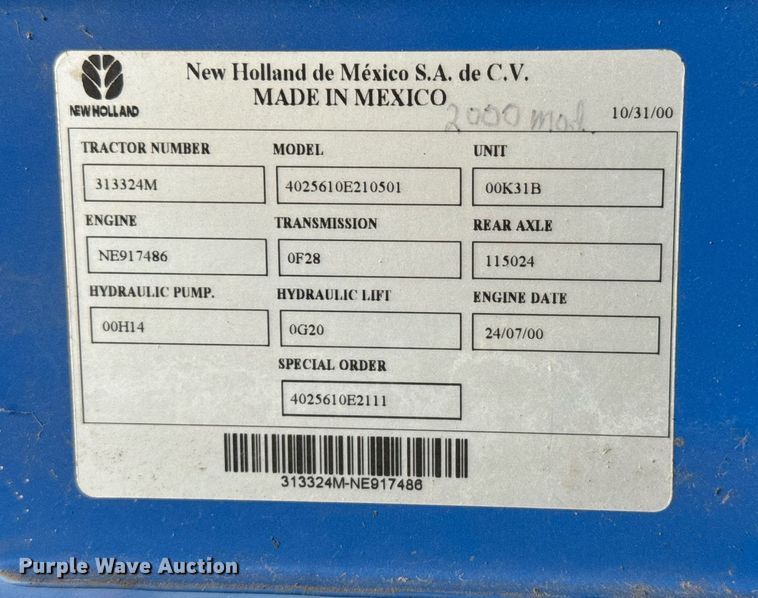 New Holland de México S.A. de C.V.
NEW HOLLAND
MADE IN MEXICO
2000 mod.
10/31/00
TRACTOR NUMBER MODEL UNIT
313324M 4025610E210501 00K31B
ENGINE TRANSMISSION REAR AXLE
NE917486 0F28 115024
HYDRAULIC PUMP. HYDRAULIC LIFT ENGINE DATE
00H14 0G20 24/07/00
SPECIAL ORDER
4025610E2111
313324M-NE917486
Purple Wave Auction